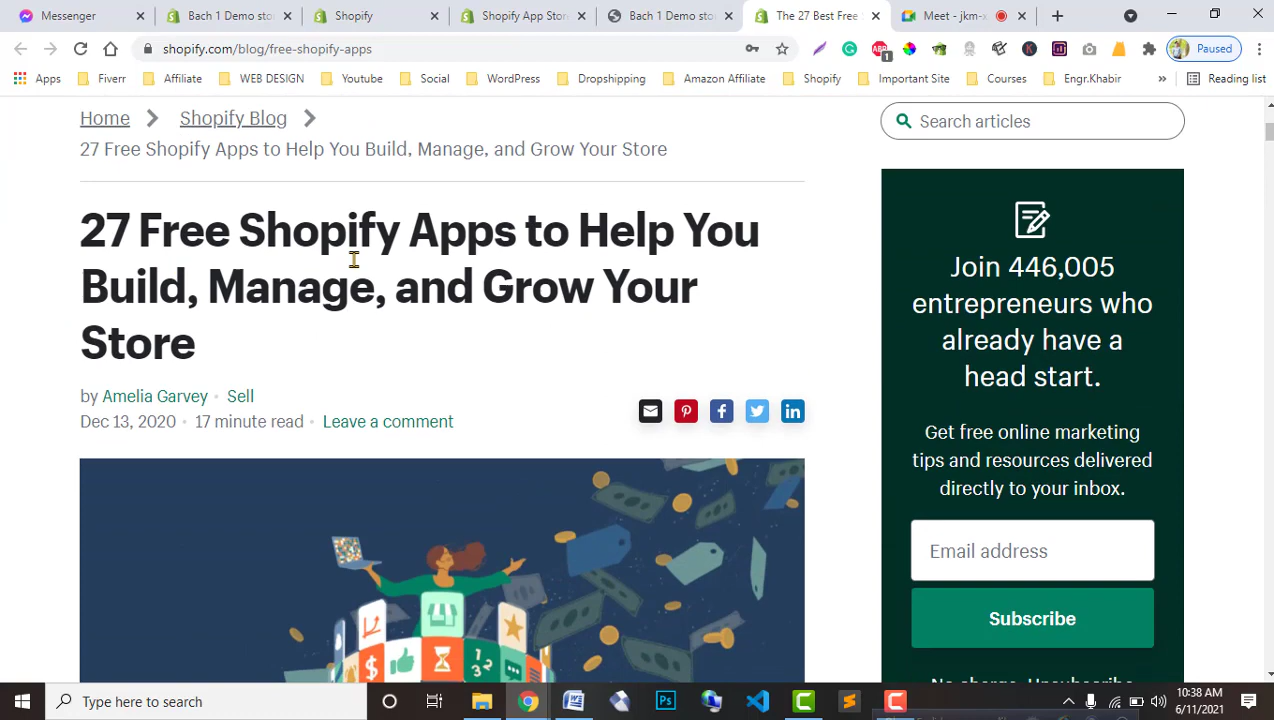 Messenger
Bach 1 Demo sto
Shopify
Shopify App Store
Bach 1 Demo sto
The 27 Best Free
Meet - jkm-x
shopify.com/blog/free-shopify-apps
1
Paused
Apps
Fiverr
Affiliate
WEB DESIGN
Youtube
Social
WordPress
Dropshipping
Amazon Affiliate
Shopify
Important Site
Courses
Engr.Khabir
»
Reading list
Home
Shopify Blog
27 Free Shopify Apps to Help You Build, Manage, and Grow Your Store
27 Free Shopify Apps to Help You
Build, Manage, and Grow Your
Store
by Amelia Garvey • Sell
Dec 13, 2020 • 17 minute read • Leave a comment
Search articles
Join 446,005
entrepreneurs who
already have a
head start.
Get free online marketing
tips and resources delivered
directly to your inbox.
Email address
Subscribe
No charge. Unsubscribe
Type here to search
10:38 AM
6/11/2021